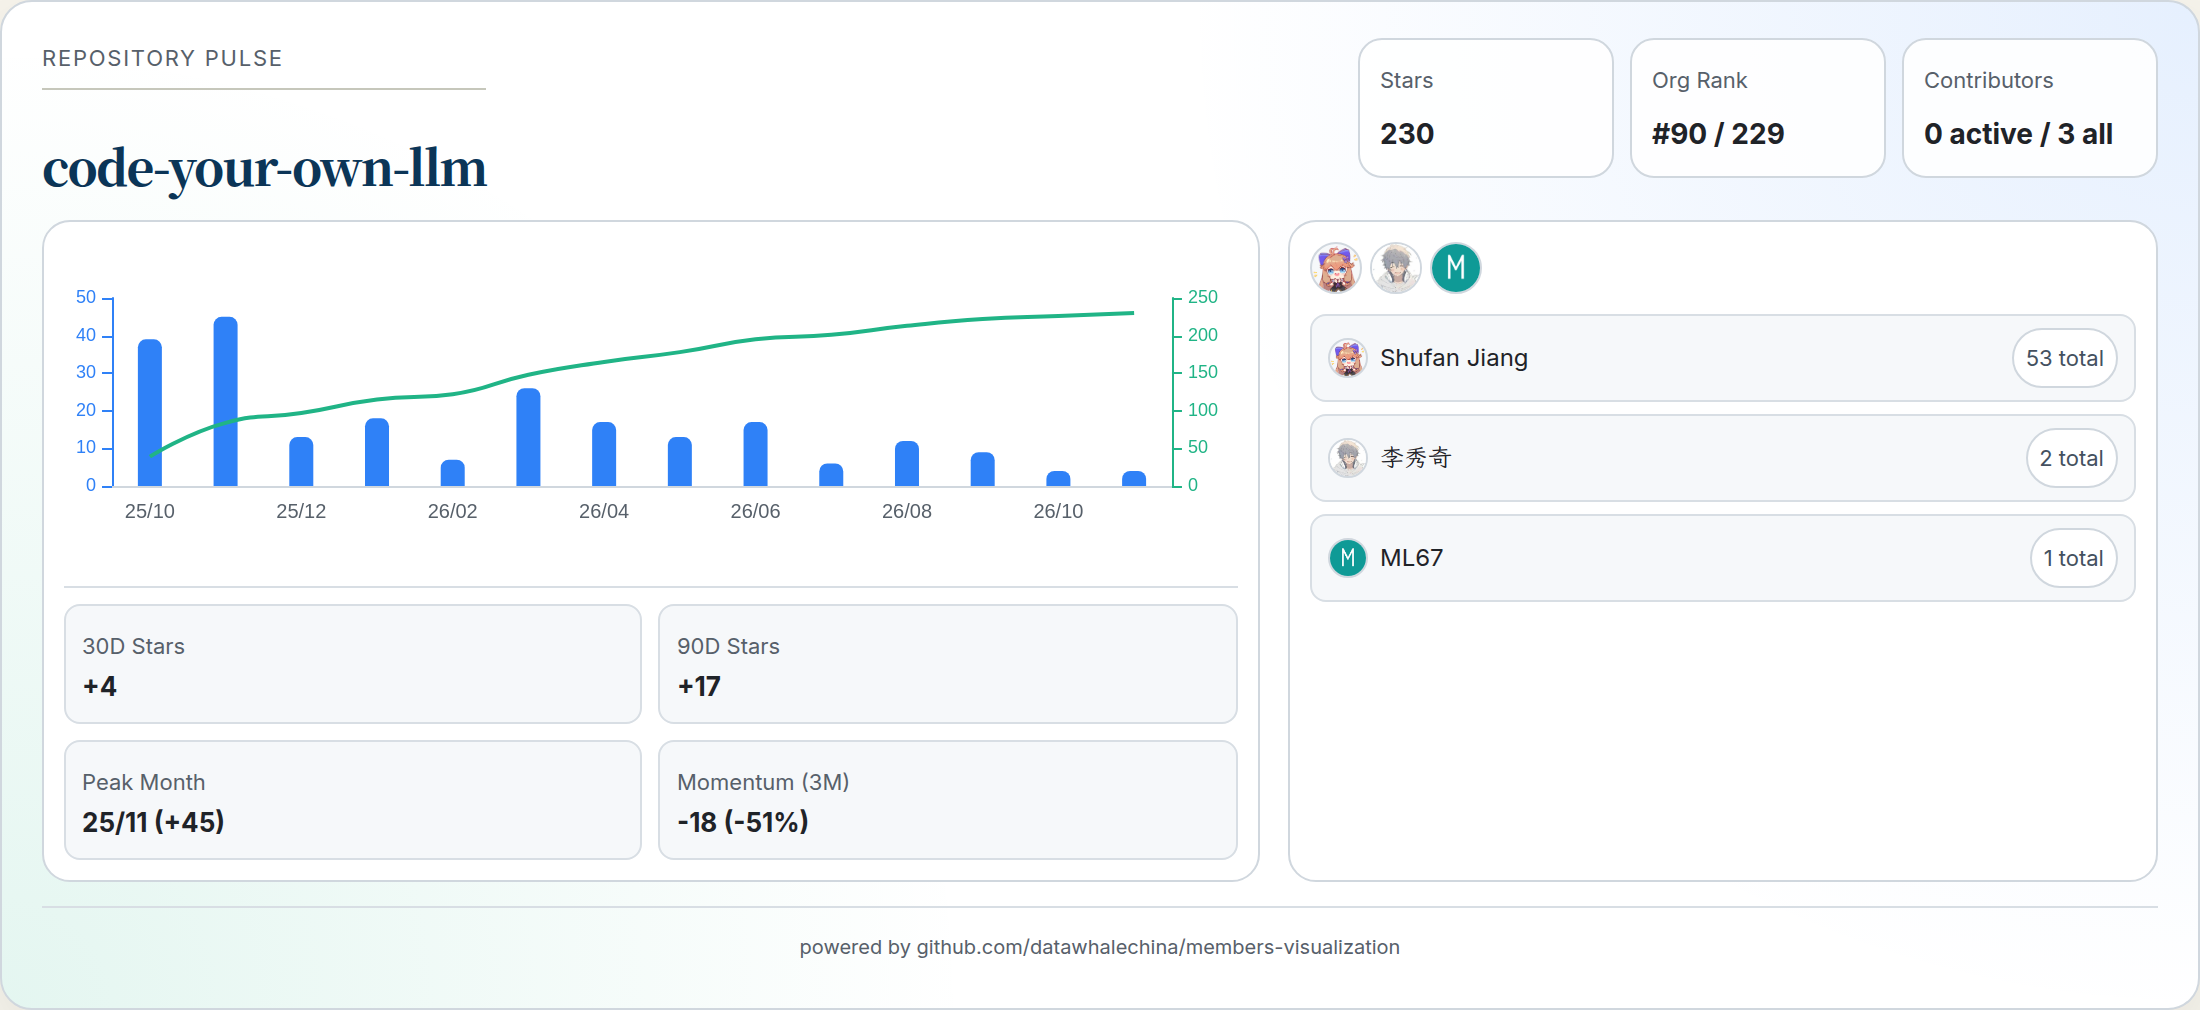 REPOSITORY PULSE
code-your-own-llm
Stars
230
Org Rank
#90 / 229
Contributors
0 active / 3 all
50
40
30
20
10
0
250
200
150
100
50
0
25/10
25/12
26/02
26/04
26/06
26/08
26/10
30D Stars
+4
90D Stars
+17
Peak Month
25/11 (+45)
Momentum (3M)
-18 (-51%)
M
Shufan Jiang
53 total
李秀奇
2 total
M
ML67
1 total
powered by github.com/datawhalechina/members-visualization